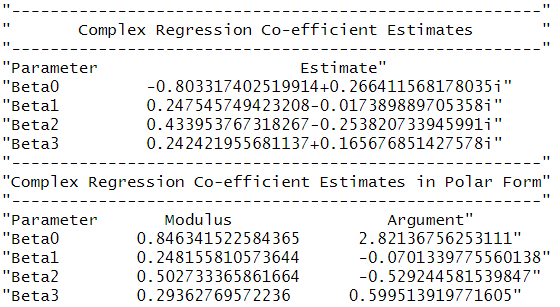 "------------------------------------------------------"
"       Complex Regression Co-efficient Estimates
"------------------------------------------------------"
"Parameter                    Estimate"
"Beta0          -0.803317402519914+0.266411568178035i"
"Beta1          0.247545749423208-0.017389889705358i"
"Beta2          0.433953767318267-0.253820733945991i"
"Beta3          0.242421955681137+0.165676851427578i"
"------------------------------------------------------"
"Complex Regression Co-efficient Estimates in Polar Form"
"------------------------------------------------------"
"Parameter       Modulus                Argument"
"Beta0         0.846341522584365      2.82136756253111"
"Beta1         0.248155810573644      -0.0701339775560138"
"Beta2         0.502733365861664      -0.529244581539847"
"Beta3         0.29362769572236       0.599513919771605"